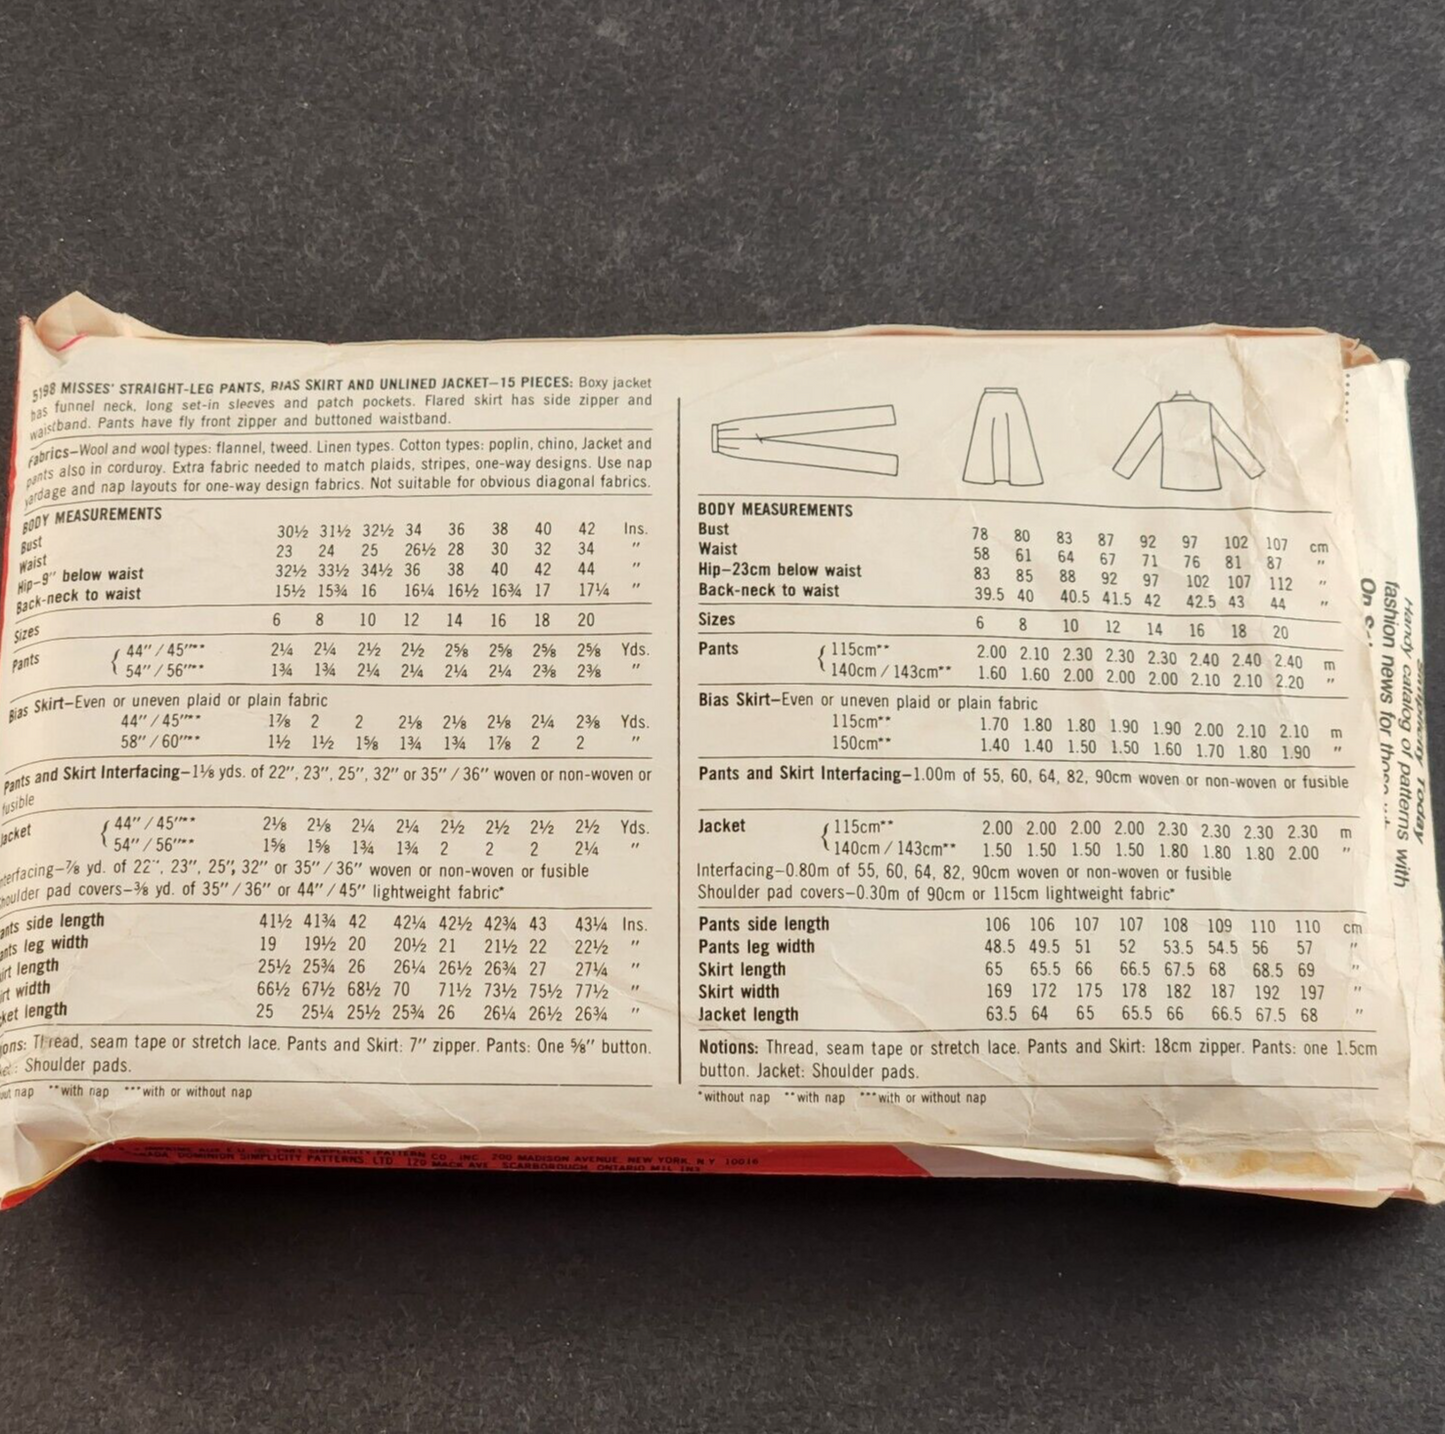 5198 MISSES' STRAIGHT-LEG PANTS, BIAS SKIRT AND UNLINED JACKET—15 PIECES: Boxy jacket
has funnel neck, long set-in sleeves and patch pockets. Flared skirt has side zipper and
waistband. Pants have fly front zipper and buttoned waistband.
Fabrics—Wool and wool types: flannel, tweed. Linen types. Cotton types: poplin, chino, Jacket and
pants also in corduroy. Extra fabric needed to match plaids, stripes, one-way designs. Use nap
yardage and nap layouts for one-way design fabrics. Not suitable for obvious diagonal fabrics.
BODY MEASUREMENTS
Bust 30½ 31½ 32½ 34 36 38 40 42 Ins.
Waist 23 24 25 26½ 28 30 32 34 "
Hip—9" below waist 32½ 33½ 34½ 36 38 40 42 44 "
Back-neck to waist 15½ 15¾ 16 16¼ 16½ 16¾ 17 17¼ "
Sizes 6 8 10 12 14 16 18 20
Pants { 44"/45"** 2¼ 2¼ 2½ 2½ 2⅝ 2⅝ 2⅝ 2⅝ Yds.
54"/56"** 1¾ 1¾ 2¼ 2¼ 2¼ 2¼ 2⅜ 2⅜ "
Bias Skirt—Even or uneven plaid or plain fabric
44"/45"** 1⅞ 2 2 2⅛ 2⅛ 2⅛ 2¼ 2⅜ Yds.
58"/60"** 1½ 1½ 1⅝ 1¾ 1¾ 1⅞ 2 2 "
Pants and Skirt Interfacing—1⅛ yds. of 22", 23", 25", 32" or 35"/36" woven or non-woven or
fusible
Jacket { 44"/45"** 2⅛ 2⅛ 2¼ 2¼ 2½ 2½ 2½ 2½ Yds.
54"/56"** 1⅝ 1⅝ 1¾ 1¾ 2 2 2 2¼ "
nterfacing—⅞ yd. of 22", 23", 25", 32" or 35"/36" woven or non-woven or fusible
houlder pad covers—⅜ yd. of 35"/36" or 44"/45" lightweight fabric*
ants side length 41½ 41¾ 42 42¼ 42½ 42¾ 43 43¼ Ins.
ants leg width 19 19½ 20 20½ 21 21½ 22 22½ "
irt length 25½ 25¾ 26 26¼ 26½ 26¾ 27 27¼ "
irt width 66½ 67½ 68½ 70 71½ 73½ 75½ 77½ "
ket length 25 25¼ 25½ 25¾ 26 26¼ 26½ 26¾ "
ions: Thread, seam tape or stretch lace. Pants and Skirt: 7" zipper. Pants: One ⅝" button.
ket: Shoulder pads.
out nap **with nap ***with or without nap
BODY MEASUREMENTS
Bust 78 80 83 87 92 97 102 107 cm
Waist 58 61 64 67 71 76 81 87 "
Hip—23cm below waist 83 85 88 92 97 102 107 112 "
Back-neck to waist 39.5 40 40.5 41.5 42 42.5 43 44 "
Sizes 6 8 10 12 14 16 18 20
Pants { 115cm** 2.00 2.10 2.30 2.30 2.30 2.40 2.40 2.40 m
140cm/143cm** 1.60 1.60 2.00 2.00 2.00 2.10 2.10 2.20 "
Bias Skirt—Even or uneven plaid or plain fabric
115cm** 1.70 1.80 1.80 1.90 1.90 2.00 2.10 2.10 m
150cm** 1.40 1.40 1.50 1.50 1.60 1.70 1.80 1.90 "
Pants and Skirt Interfacing—1.00m of 55, 60, 64, 82, 90cm woven or non-woven or fusible
Jacket { 115cm** 2.00 2.00 2.00 2.00 2.30 2.30 2.30 2.30 m
140cm/143cm** 1.50 1.50 1.50 1.50 1.80 1.80 1.80 2.00 "
Interfacing—0.80m of 55, 60, 64, 82, 90cm woven or non-woven or fusible
Shoulder pad covers—0.30m of 90cm or 115cm lightweight fabric*
Pants side length 106 106 107 107 108 109 110 110 cm
Pants leg width 48.5 49.5 51 52 53.5 54.5 56 57 "
Skirt length 65 65.5 66 66.5 67.5 68 68.5 69 "
Skirt width 169 172 175 178 182 187 192 197 "
Jacket length 63.5 64 65 65.5 66 66.5 67.5 68 "
Notions: Thread, seam tape or stretch lace. Pants and Skirt: 18cm zipper. Pants: one 1.5cm
button. Jacket: Shoulder pads.
*without nap **with nap ***with or without nap
Simplicity Today
Handy catalog of patterns with
fashion news for
On
SIMPLICITY PATTERN CO. INC. 200 MADISON AVENUE, NEW YORK, N.Y. 10016
CANADA, DOMINION SIMPLICITY PATTERNS LTD. 120 MACK AVE. SCARBOROUGH, ONTARIO M1L 1N3